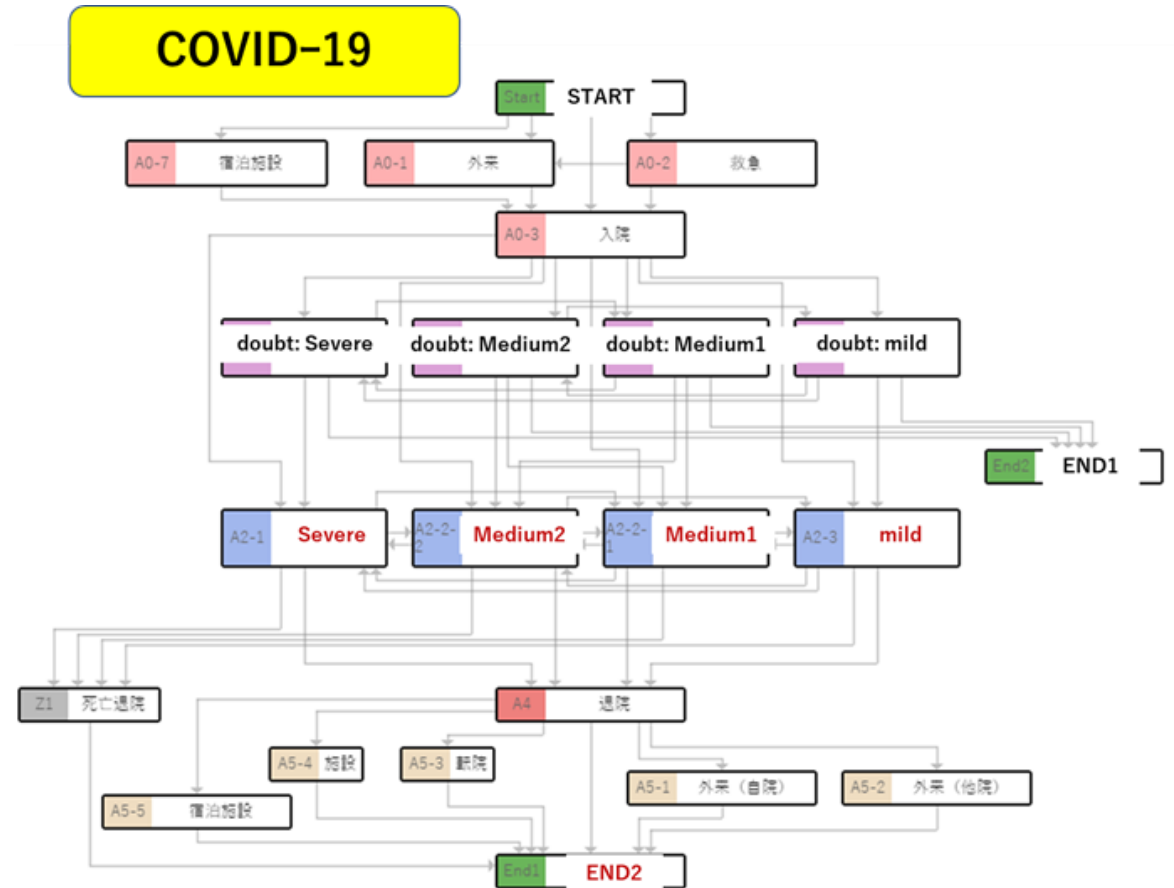 COVID-19
Start START
A0-7 宿泊施設
A0-1 外来
A0-2 救急
A0-3 入院
doubt: Severe
doubt: Medium2
doubt: Medium1
doubt: mild
End2 END1
A2-1 Severe
A2-2-2 Medium2
A2-2-1 Medium1
A2-3 mild
Z1 死亡退院
A4 退院
A5-4 施設
A5-3 転院
A5-1 外来（自院）
A5-2 外来（他院）
A5-5 宿泊施設
End1 END2